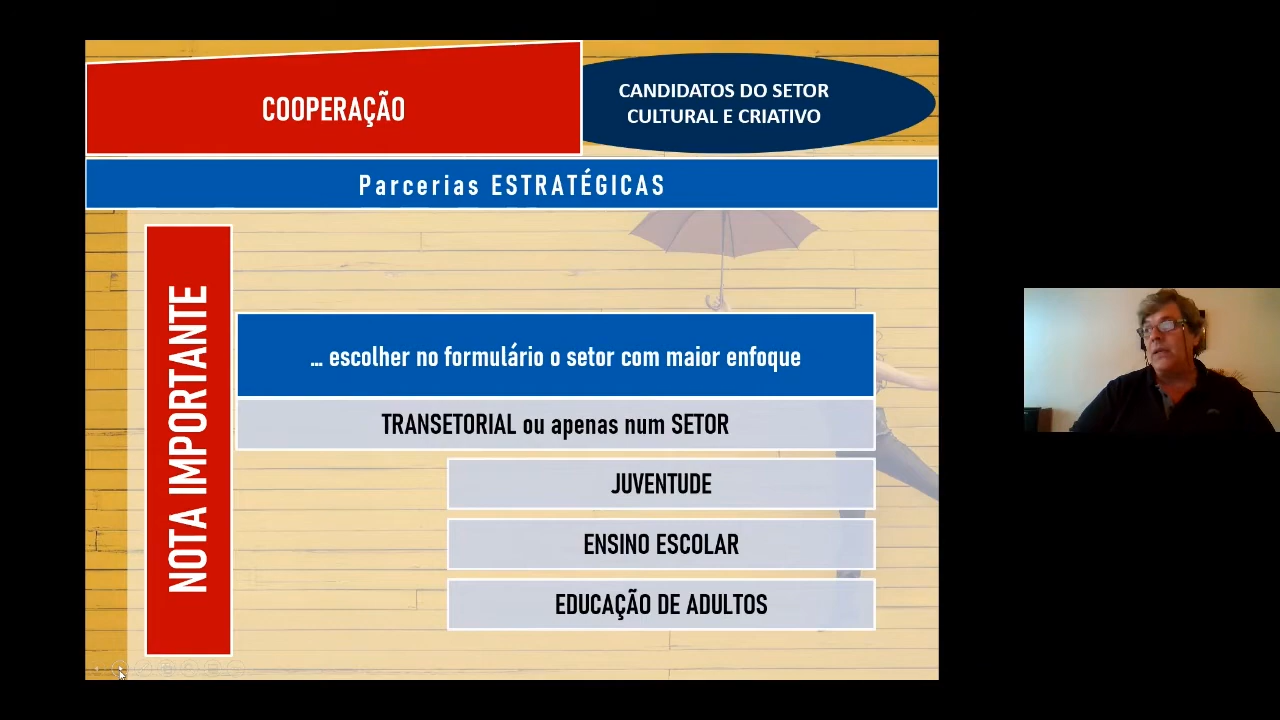 COOPERAÇÃO
CANDIDATOS DO SETOR
CULTURAL E CRIATIVO
Parcerias ESTRATÉGICAS
NOTA IMPORTANTE
... escolher no formulário o setor com maior enfoque
TRANSETORIAL ou apenas num SETOR
JUVENTUDE
ENSINO ESCOLAR
EDUCAÇÃO DE ADULTOS